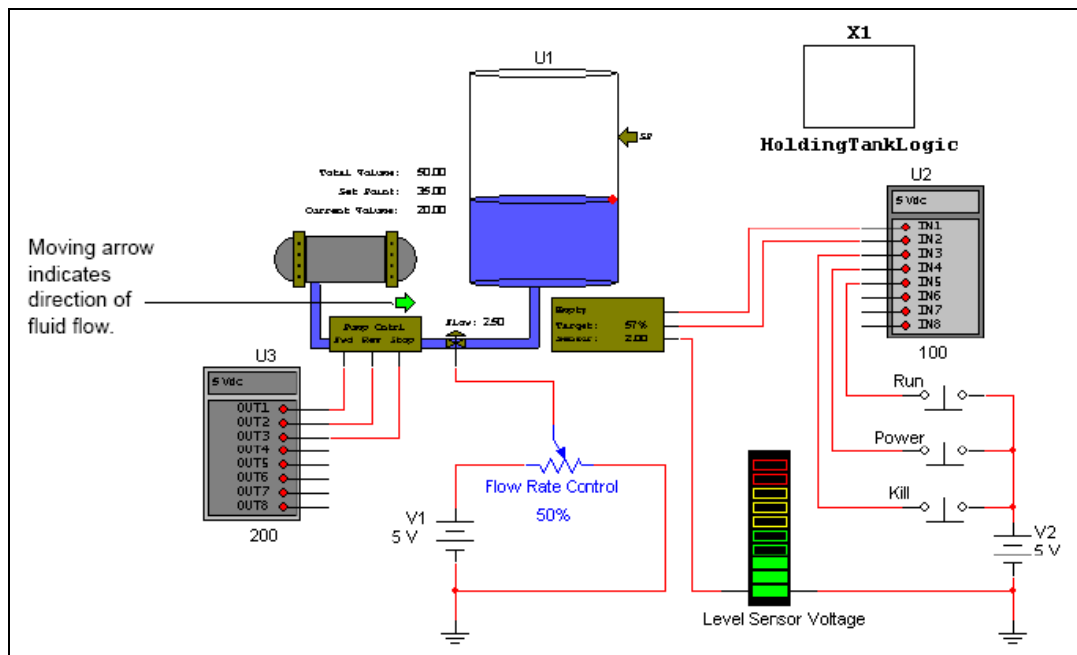 X1
HoldingTankLogic
U1
SP
Total Volume: 50.00
Set Point: 35.00
Current Volume: 20.00
Moving arrow
indicates
direction of
fluid flow.
Flow: 2.50
Pump Cntrl
Fwd Rev Stop
Empty
Target: 57%
Sensor: 2.00
U2
5 Vdc
IN1
IN2
IN3
IN4
IN5
IN6
IN7
IN8
100
U3
5 Vdc
OUT1
OUT2
OUT3
OUT4
OUT5
OUT6
OUT7
OUT8
200
Run
Power
Kill
Flow Rate Control
50%
V1
5 V
V2
5 V
Level Sensor Voltage